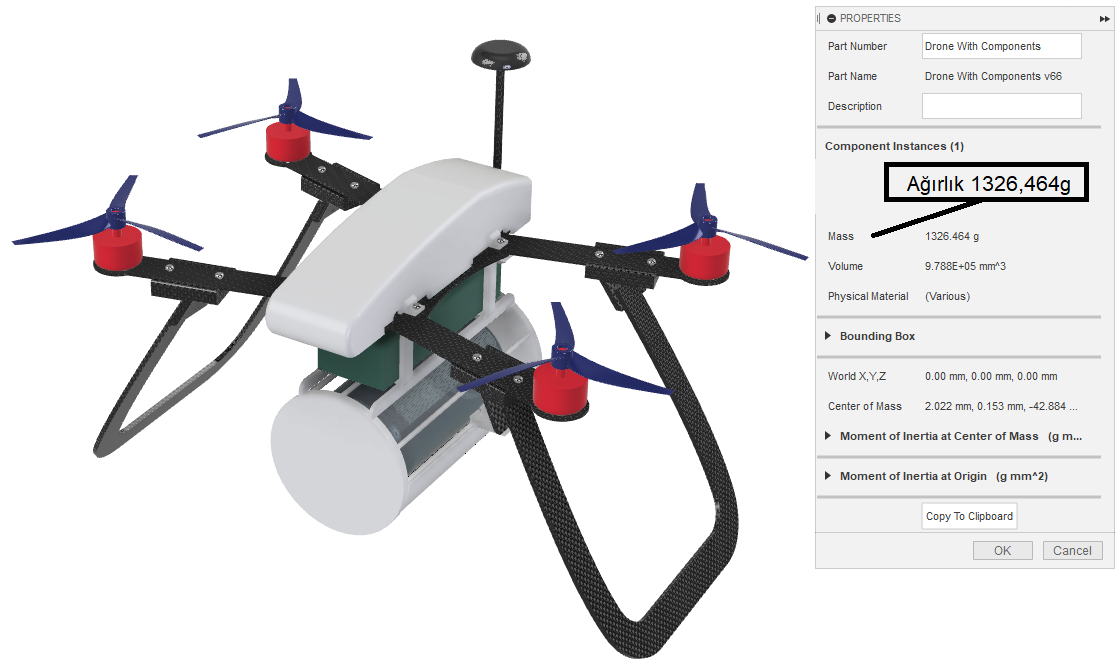 PROPERTIES
Part Number Drone With Components
Part Name Drone With Components v66
Description
Component Instances (1)
Ağırlık 1326,464g
Mass 1326.464 g
Volume 9.788E+05 mm^3
Physical Material (Various)
Bounding Box
World X,Y,Z 0.00 mm, 0.00 mm, 0.00 mm
Center of Mass 2.022 mm, 0.153 mm, -42.884 ...
Moment of Inertia at Center of Mass (g m...
Moment of Inertia at Origin (g mm^2)
Copy To Clipboard
OK Cancel